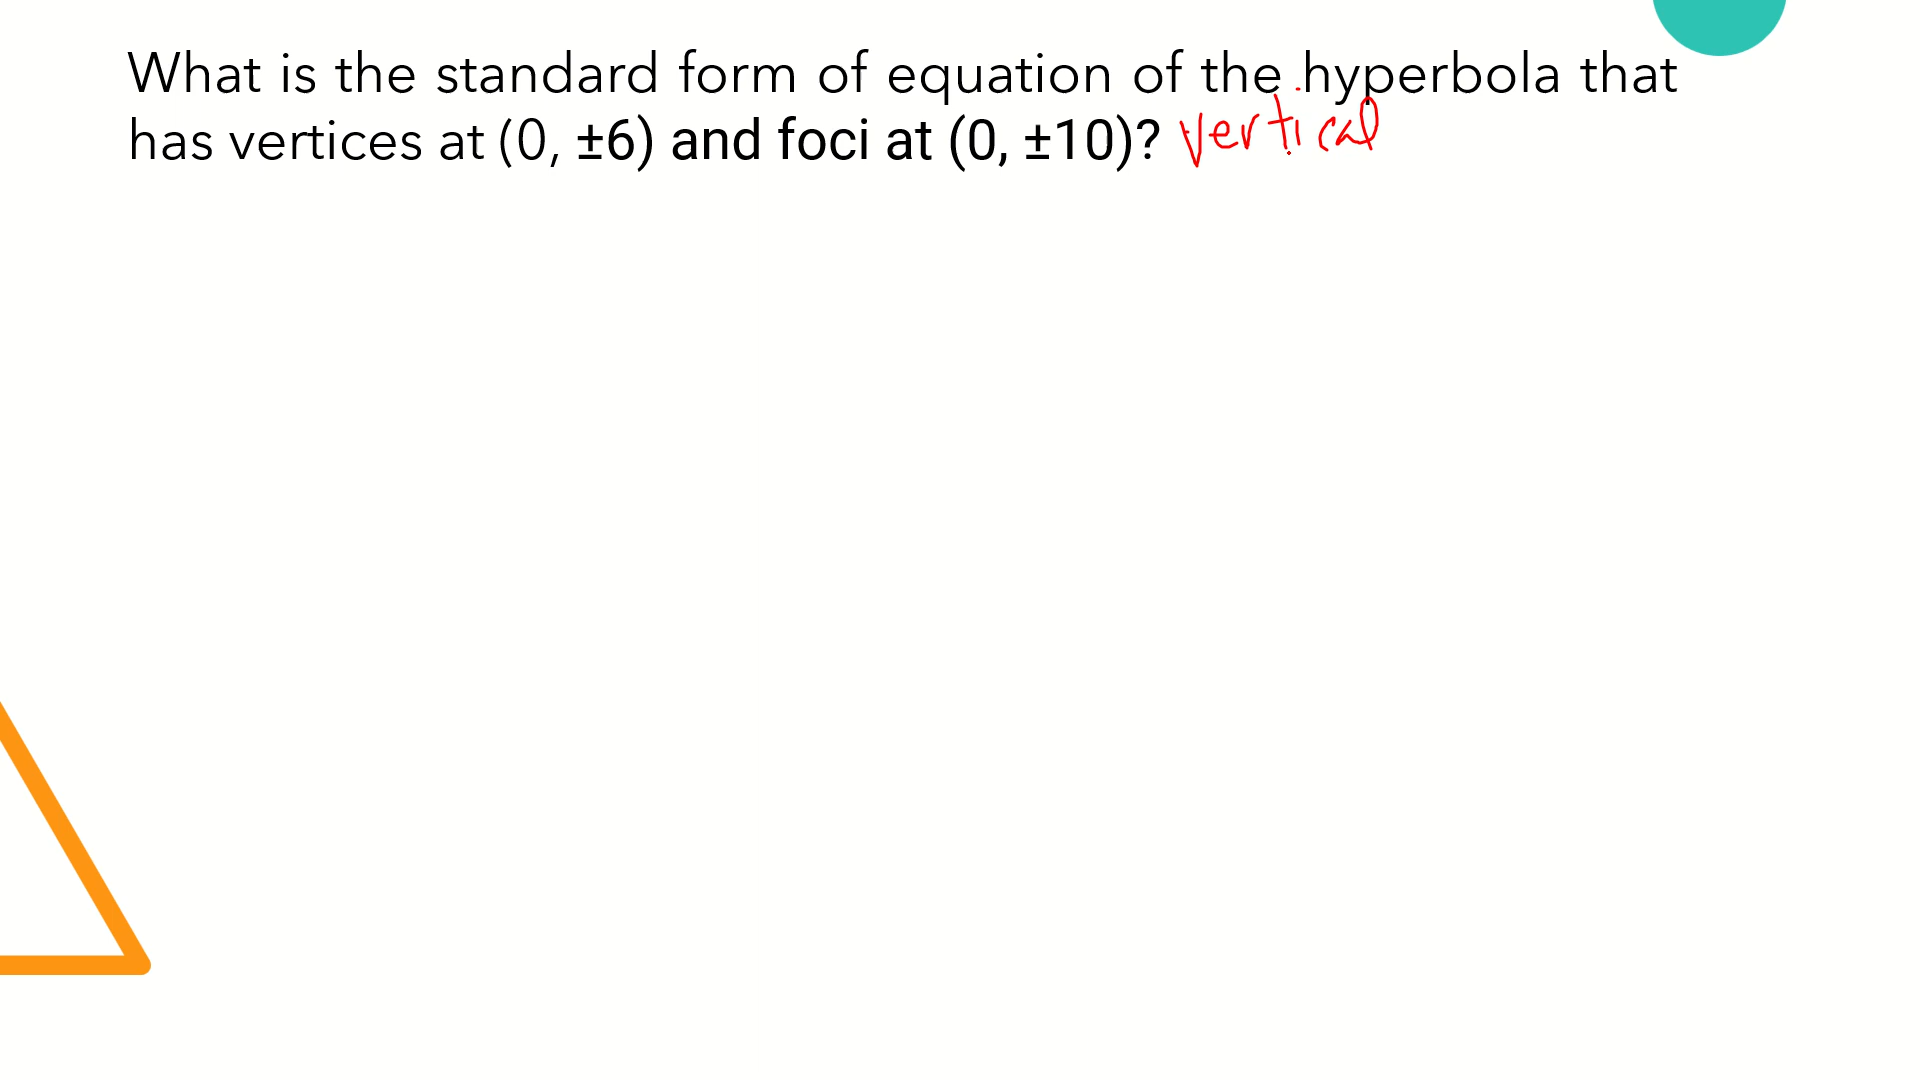 What is the standard form of equation of the hyperbola that
has vertices at (0, ±6) and foci at (0, ±10)? vertical